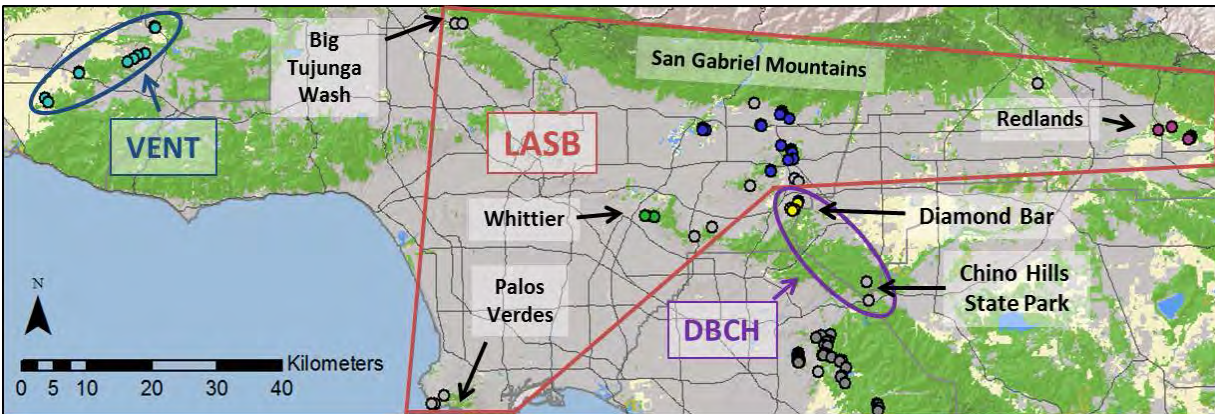 Big
Tujunga
Wash
San Gabriel Mountains
Redlands
VENT
LASB
Whittier
Diamond Bar
Chino Hills
State Park
Palos
Verdes
DBCH
N
Kilometers
0 5 10 20 30 40